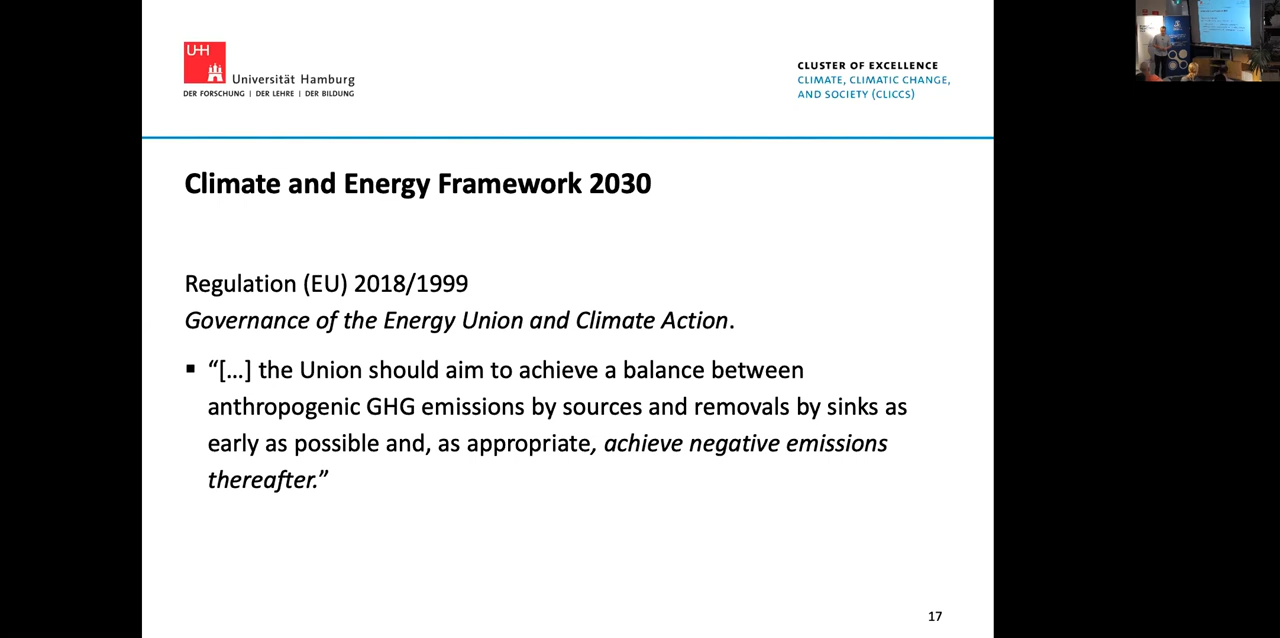 UHH
Universität Hamburg
DER FORSCHUNG | DER LEHRE | DER BILDUNG
CLUSTER OF EXCELLENCE
CLIMATE, CLIMATIC CHANGE,
AND SOCIETY (CLICCS)
Climate and Energy Framework 2030
Regulation (EU) 2018/1999
Governance of the Energy Union and Climate Action.
▪ “[…] the Union should aim to achieve a balance between
anthropogenic GHG emissions by sources and removals by sinks as
early as possible and, as appropriate, achieve negative emissions
thereafter.”
17